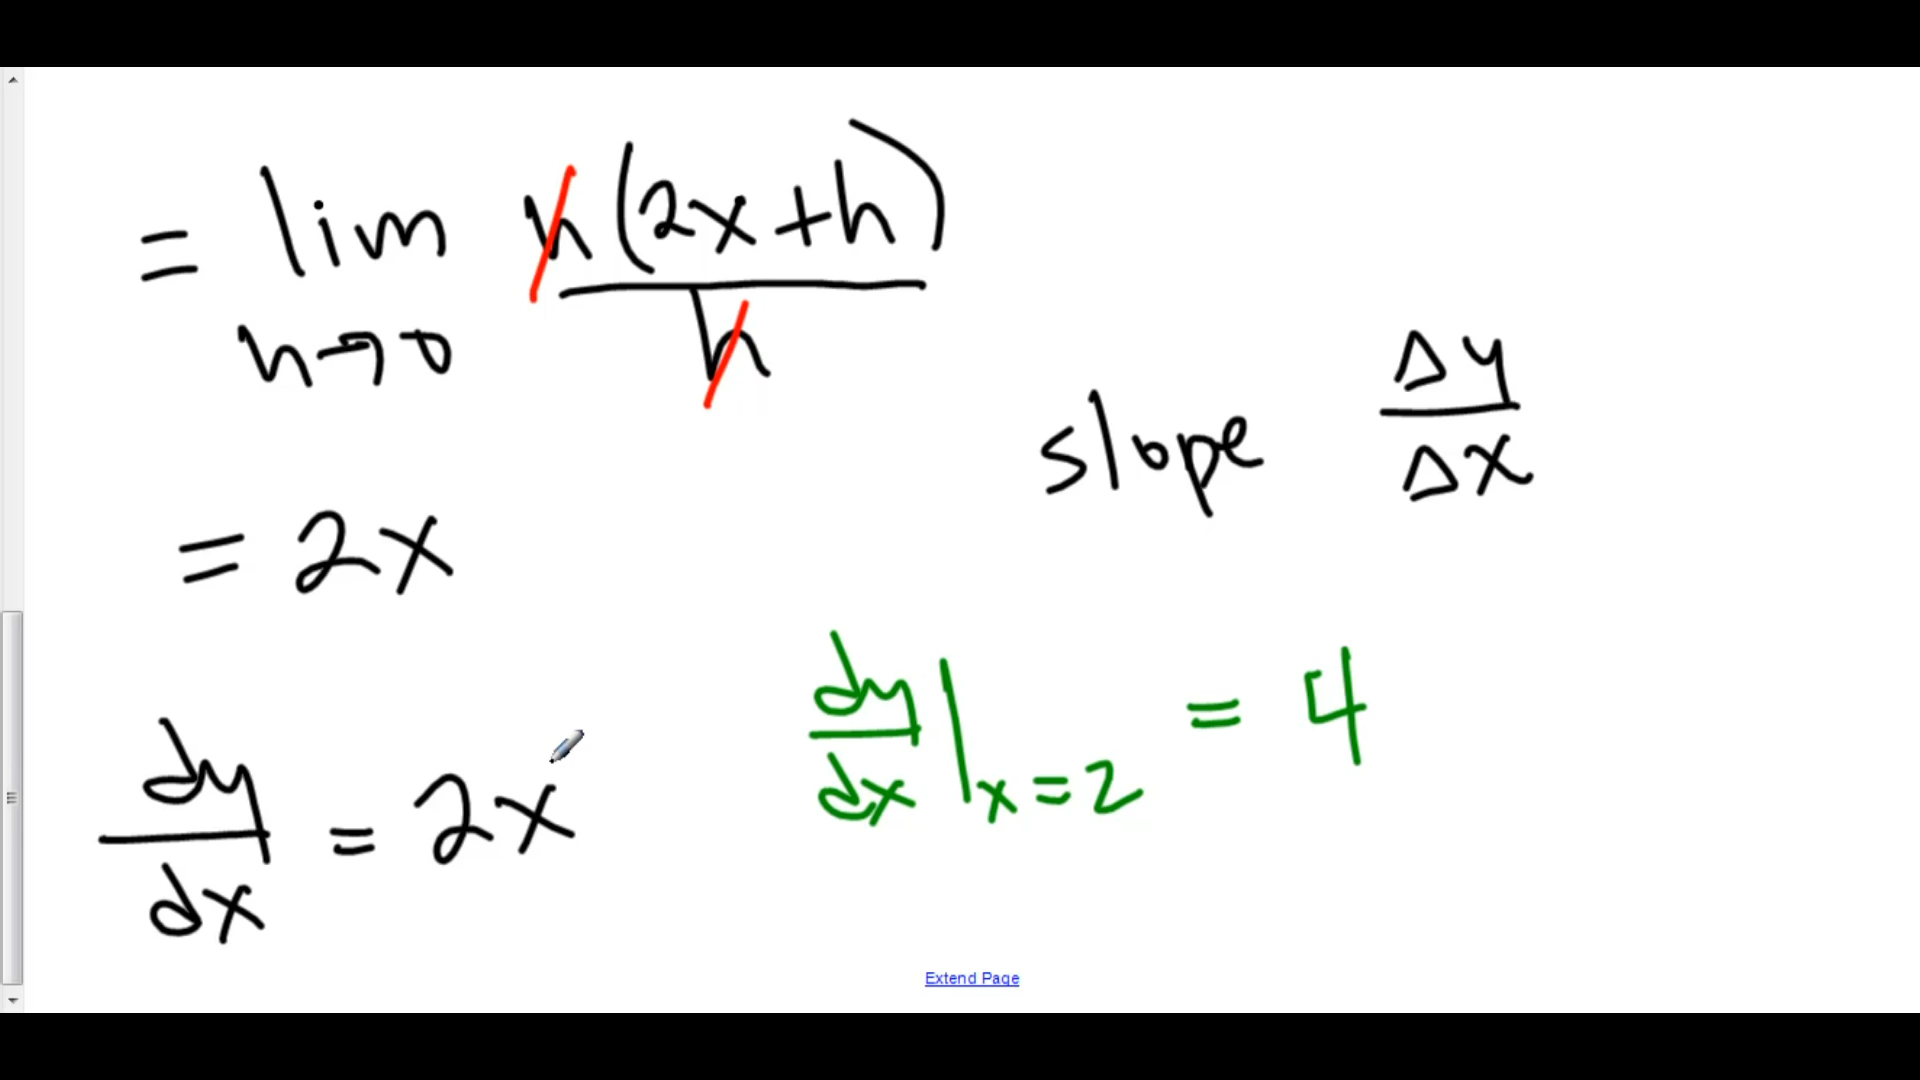 = lim h→0 h(2x+h)/h
slope Δy/Δx
= 2x
dy/dx = 2x
dy/dx|x=2 = 4
Extend Page